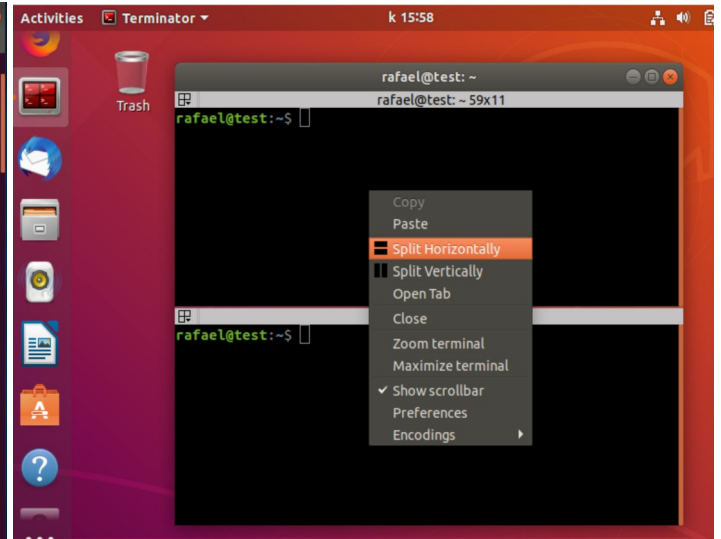 Activities Terminator k 15:58
Trash
rafael@test: ~
rafael@test: ~ 59x11
rafael@test:~$
Copy
Paste
Split Horizontally
Split Vertically
Open Tab
Close
Zoom terminal
Maximize terminal
Show scrollbar
Preferences
Encodings
rafael@test:~$